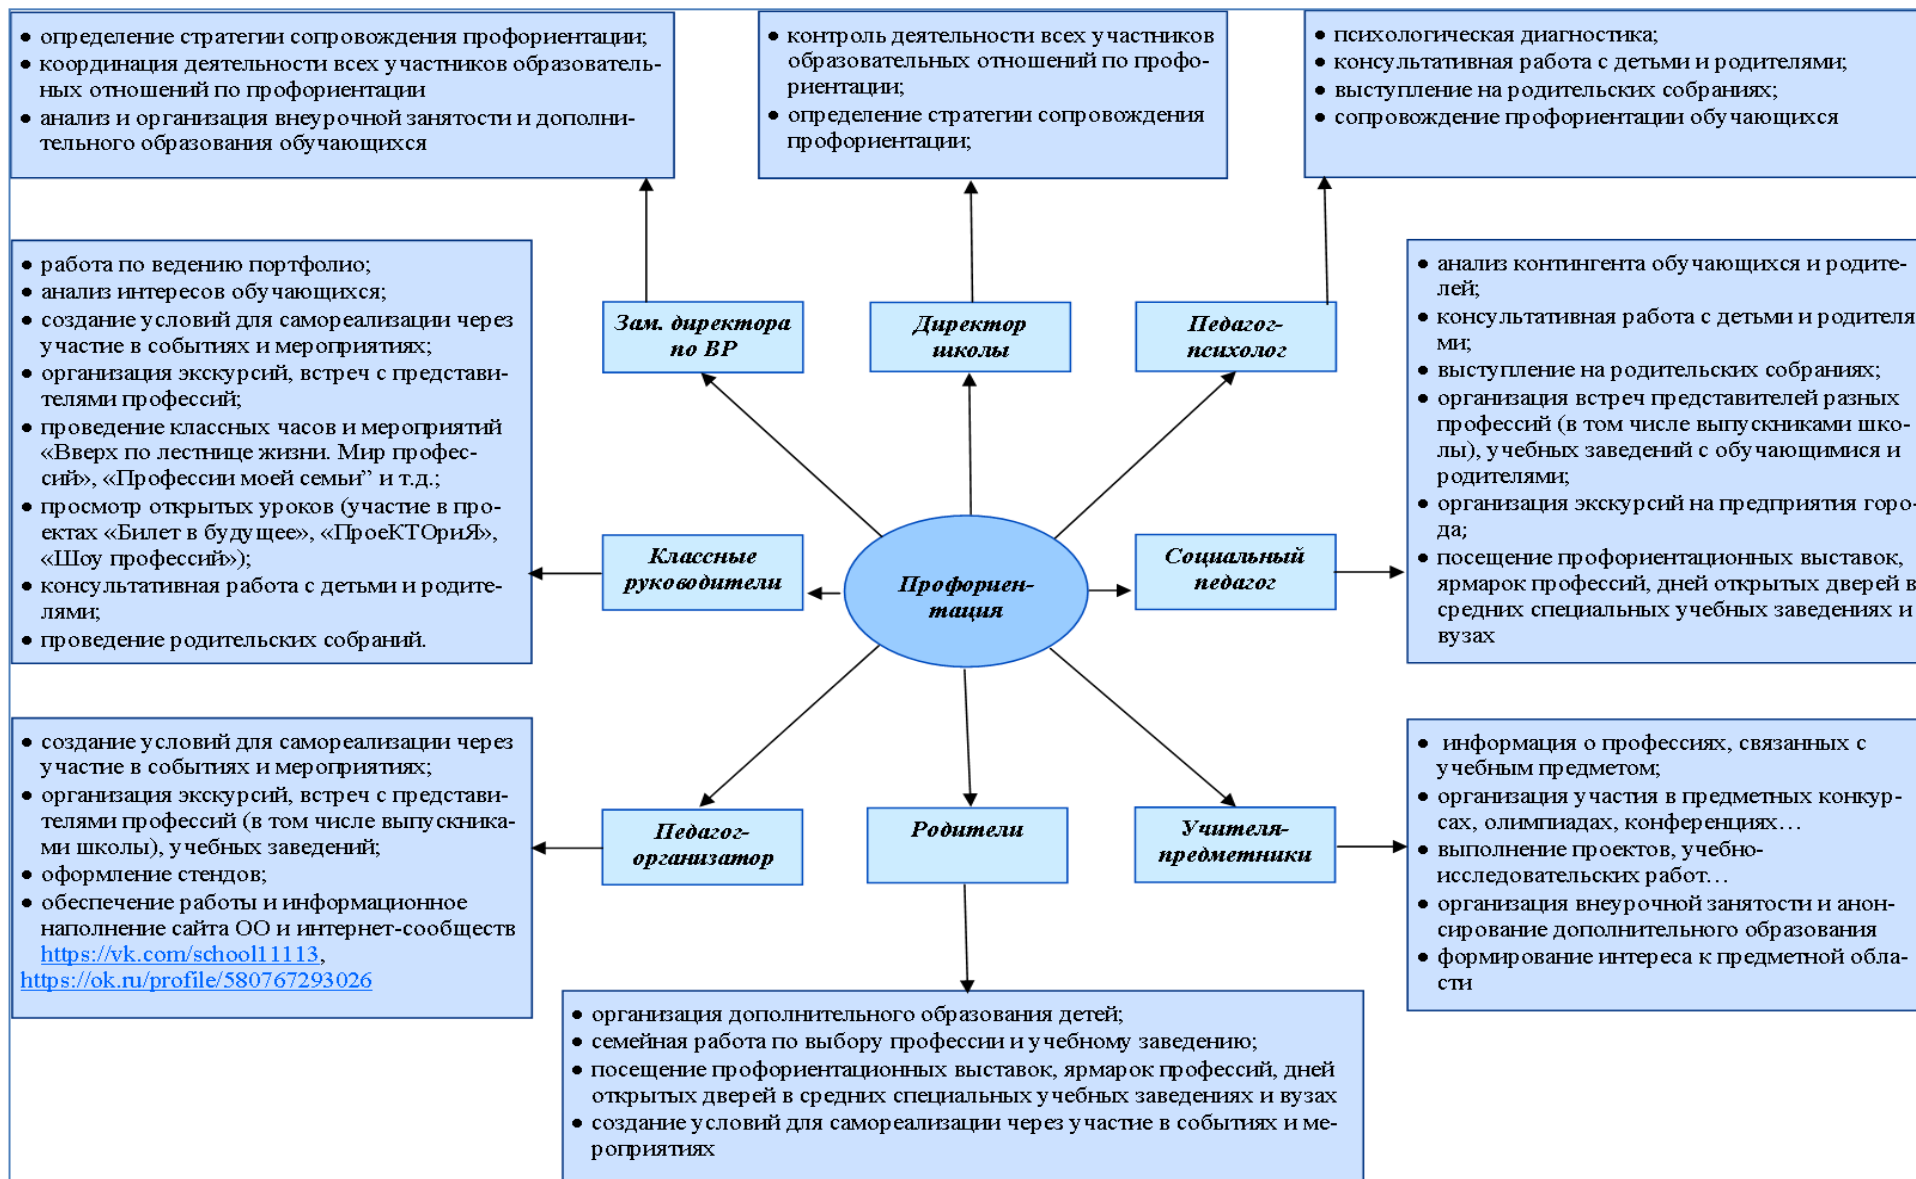 • определение стратегии сопровождения профориентации;
• координация деятельности всех участников образователь-
ных отношений по профориентации
• анализ и организация внеурочной занятости и дополни-
тельного образования обучающихся
• контроль деятельности всех участников
образовательных отношений по профо-
риентации;
• определение стратегии сопровождения
профориентации;
• психологическая диагностика;
• консультативная работа с детьми и родителями;
• выступление на родительских собраниях;
• сопровождение профориентации обучающихся
• работа по ведению портфолио;
• анализ интересов обучающихся;
• создание условий для самореализации через
участие в событиях и мероприятиях;
• организация экскурсий, встреч с представи-
телями профессий;
• проведение классных часов и мероприятий
«Вверх по лестнице жизни. Мир профес-
сий», «Профессии моей семьи” и т.д.;
• просмотр открытых уроков (участие в про-
ектах «Билет в будущее», «ПроеКТОриЯ»,
«Шоу профессий»);
• консультативная работа с детьми и родите-
лями;
• проведение родительских собраний.
Зам. директора
по ВР
Директор
школы
Педагог-
психолог
• анализ контингента обучающихся и родите-
лей;
• консультативная работа с детьми и родителя
ми;
• выступление на родительских собраниях;
• организация встреч представителей разных
профессий (в том числе выпускниками шко-
лы), учебных заведений с обучающимися и
родителями;
• организация экскурсий на предприятия горо-
да;
• посещение профориентационных выставок,
ярмарок профессий, дней открытых дверей в
средних специальных учебных заведениях и
вузах
Классные
руководители
Профориен-
тация
Социальный
педагог
• создание условий для самореализации через
участие в событиях и мероприятиях;
• организация экскурсий, встреч с представи-
телями профессий (в том числе выпускника-
ми школы), учебных заведений;
• оформление стендов;
• обеспечение работы и информационное
наполнение сайта ОО и интернет-сообществ
https://vk.com/school11113,
https://ok.ru/profile/580767293026
Педагог-
организатор
Родители
Учителя-
предметники
• информация о профессиях, связанных с
учебным предметом;
• организация участия в предметных конкур-
сах, олимпиадах, конференциях…
• выполнение проектов, учебно-
исследовательских работ…
• организация внеурочной занятости и анон-
сирование дополнительного образования
• формирование интереса к предметной обла-
сти
• организация дополнительного образования детей;
• семейная работа по выбору профессии и учебному заведению;
• посещение профориентационных выставок, ярмарок профессий, дней
открытых дверей в средних специальных учебных заведениях и вузах
• создание условий для самореализации через участие в событиях и ме-
роприятиях